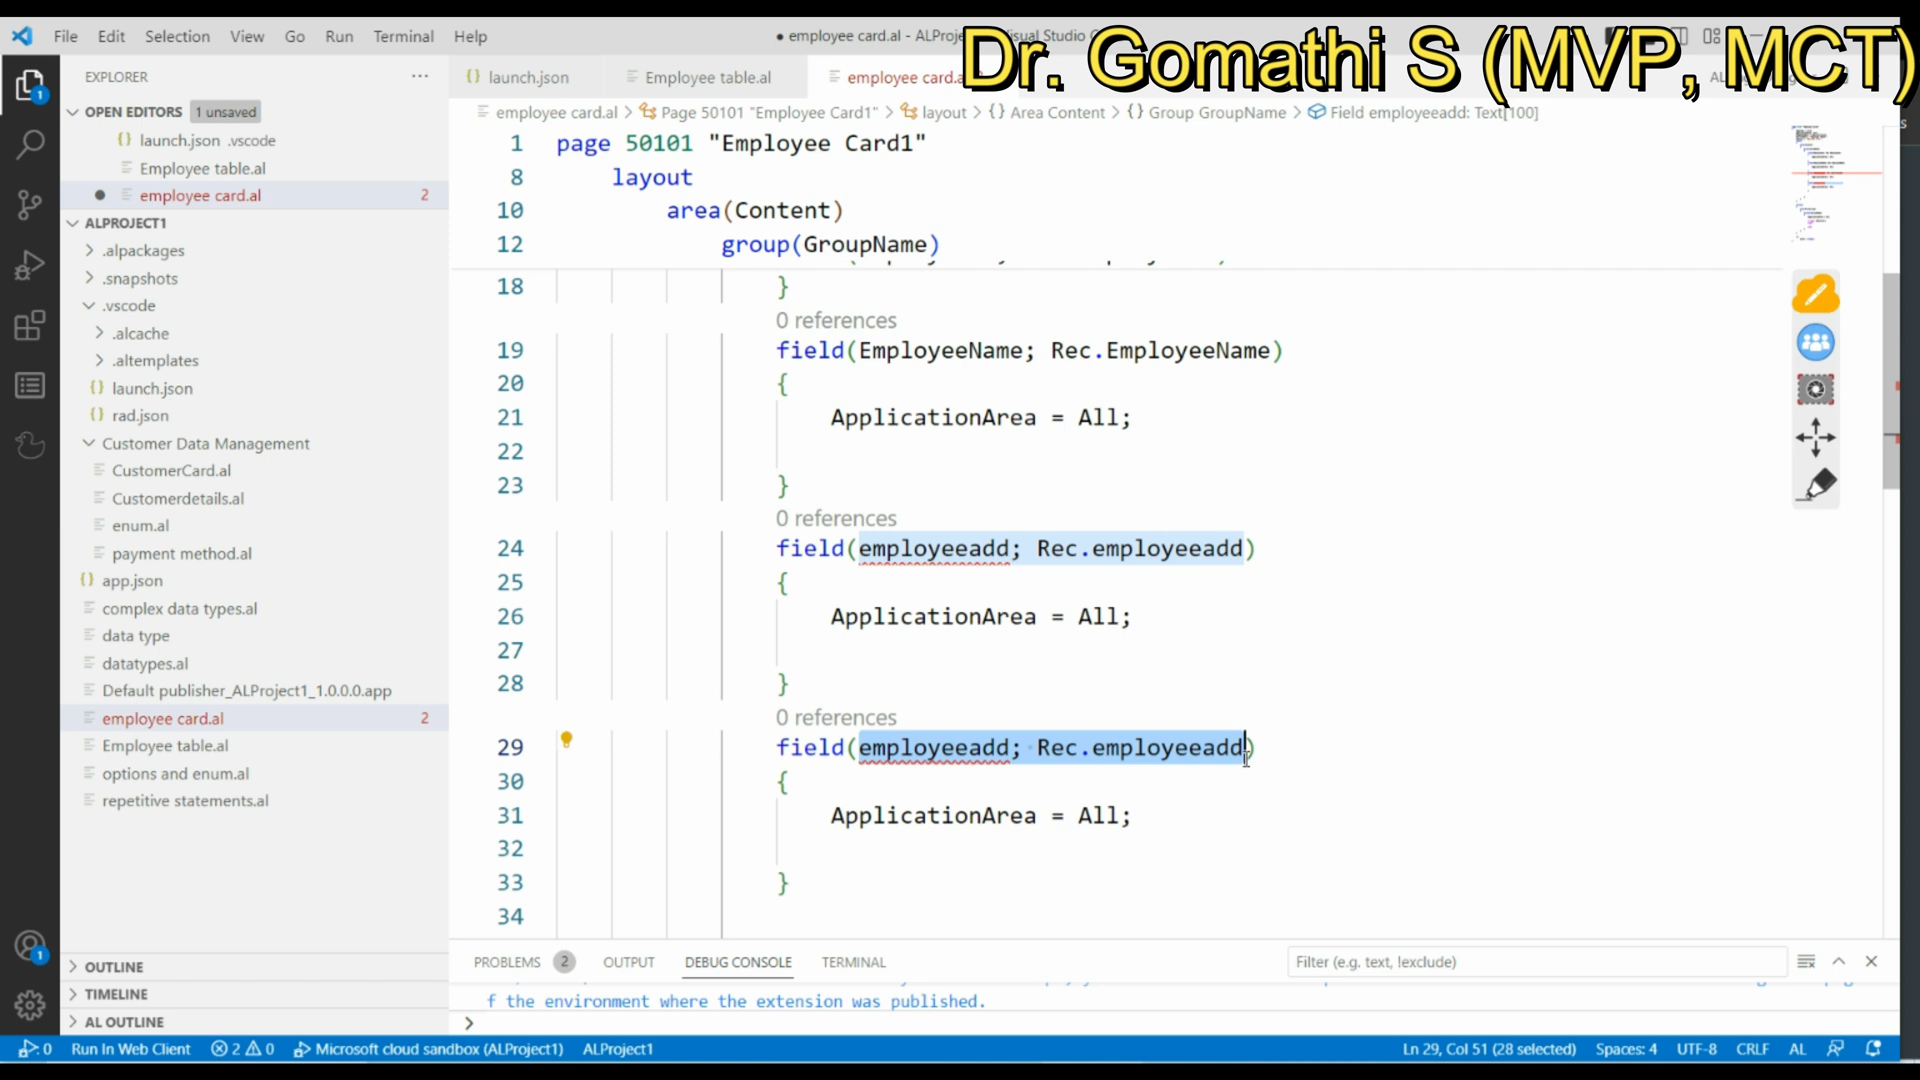 File Edit Selection View Go Run Terminal Help
employee card.al - ALProje
Visual Studio C
Dr. Gomathi S (MVP, MCT)
EXPLORER
OPEN EDITORS 1 unsaved
launch.json .vscode
Employee table.al
employee card.al 2
ALPROJECT1
.alpackages
.snapshots
.vscode
.alcache
.altemplates
launch.json
rad.json
Customer Data Management
CustomerCard.al
Customerdetails.al
enum.al
payment method.al
app.json
complex data types.al
data type
datatypes.al
Default publisher_ALProject1_1.0.0.0.app
employee card.al 2
Employee table.al
options and enum.al
repetitive statements.al
OUTLINE
TIMELINE
AL OUTLINE
launch.json Employee table.al employee card.a
employee card.al > Page 50101 "Employee Card1" > layout > {} Area Content > {} Group GroupName > Field employeeadd: Text[100]
1 page 50101 "Employee Card1"
8 layout
10 area(Content)
12 group(GroupName)
18 }
0 references
19 field(EmployeeName; Rec.EmployeeName)
20 {
21 ApplicationArea = All;
22
23 }
0 references
24 field(employeeadd; Rec.employeeadd)
25 {
26 ApplicationArea = All;
27
28 }
0 references
29 field(employeeadd; Rec.employeeadd)
30 {
31 ApplicationArea = All;
32
33 }
34
PROBLEMS 2 OUTPUT DEBUG CONSOLE TERMINAL
Filter (e.g. text, !exclude)
f the environment where the extension was published.
>
0 Run In Web Client 2 0 Microsoft cloud sandbox (ALProject1) ALProject1
Ln 29, Col 51 (28 selected) Spaces: 4 UTF-8 CRLF AL